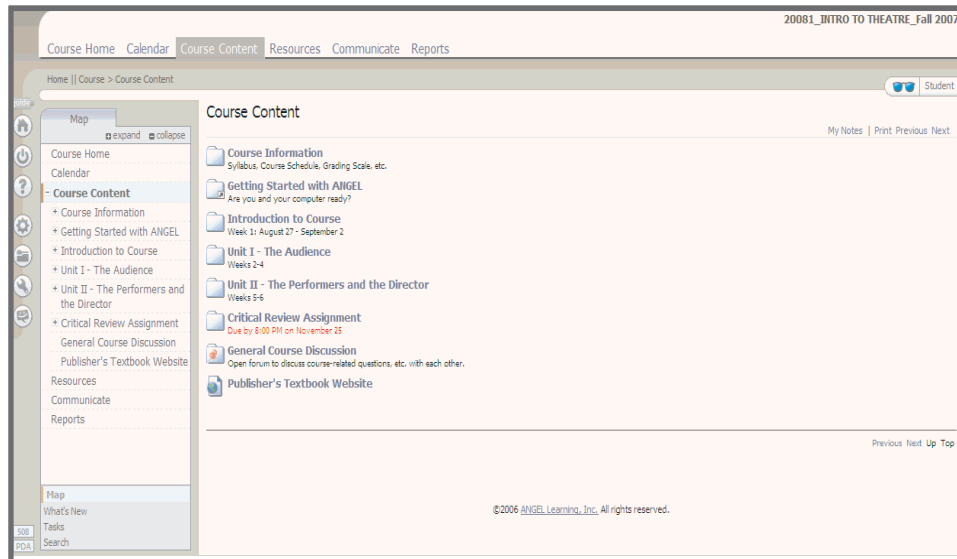 20081_INTRO TO THEATRE_Fall 2007
Course Home Calendar Course Content Resources Communicate Reports
Home || Course > Course Content
Student
guide
Map
expand collapse
Course Home
Calendar
- Course Content
+ Course Information
+ Getting Started with ANGEL
+ Introduction to Course
+ Unit I - The Audience
+ Unit II - The Performers and
the Director
+ Critical Review Assignment
General Course Discussion
Publisher's Textbook Website
Resources
Communicate
Reports
Map
What's New
Tasks
Search
508
PDA
Course Content
My Notes | Print Previous Next
Course Information
Syllabus, Course Schedule, Grading Scale, etc.
Getting Started with ANGEL
Are you and your computer ready?
Introduction to Course
Week 1: August 27 - September 2
Unit I - The Audience
Weeks 2-4
Unit II - The Performers and the Director
Weeks 5-6
Critical Review Assignment
Due by 8:00 PM on November 25
General Course Discussion
Open forum to discuss course-related questions, etc. with each other.
Publisher's Textbook Website
Previous Next Up Top
©2006 ANGEL Learning, Inc. All rights reserved.